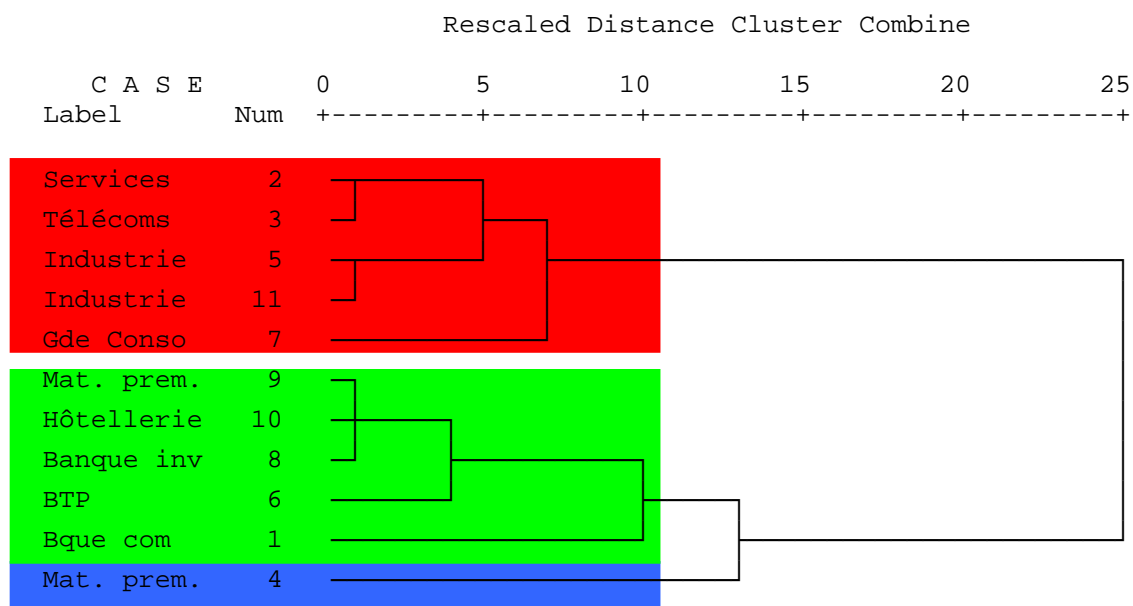 Rescaled Distance Cluster Combine
C A S E 0 5 10 15 20 25
Label Num +---------+---------+---------+---------+---------+
Services 2
Télécoms 3
Industrie 5
Industrie 11
Gde Conso 7
Mat. prem. 9
Hôtellerie 10
Banque inv 8
BTP 6
Bque com 1
Mat. prem. 4